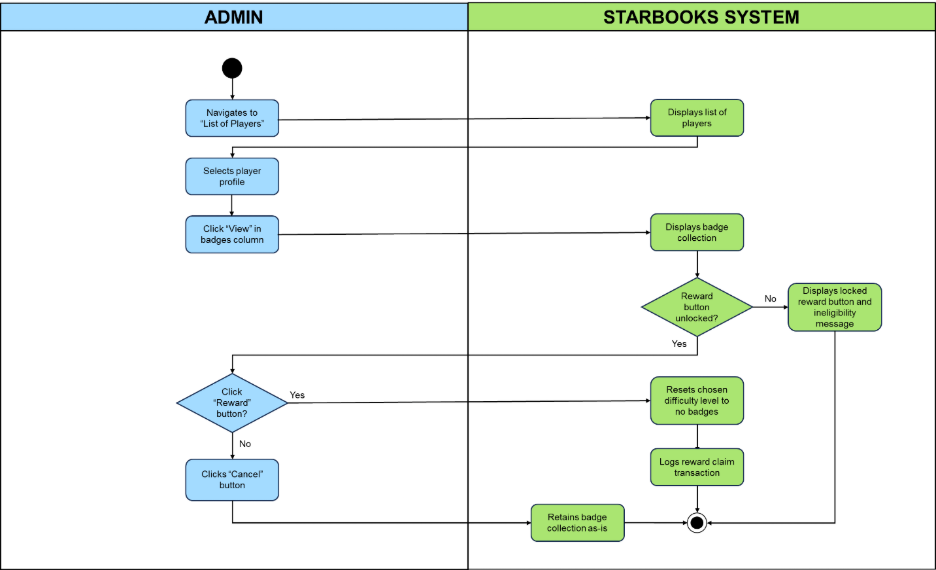 ADMIN
STARBOOKS SYSTEM
Navigates to
“List of Players”
Displays list of
players
Selects player
profile
Click “View” in
badges column
Displays badge
collection
Reward
button
unlocked?
No
Displays locked
reward button and
ineligibility
message
Yes
Click
“Reward”
button?
Yes
Resets chosen
difficulty level to
no badges
No
Clicks “Cancel”
button
Logs reward claim
transaction
Retains badge
collection as-is